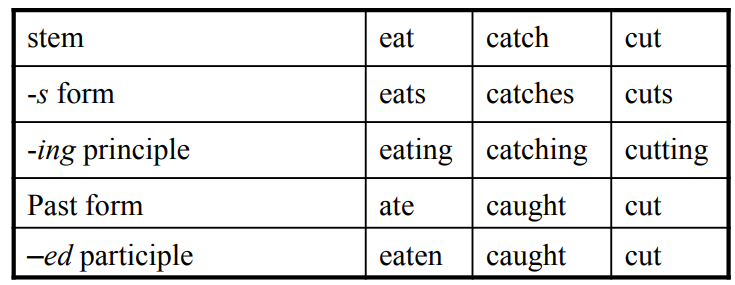 stem eat catch cut
-s form eats catches cuts
-ing principle eating catching cutting
Past form ate caught cut
–ed participle eaten caught cut